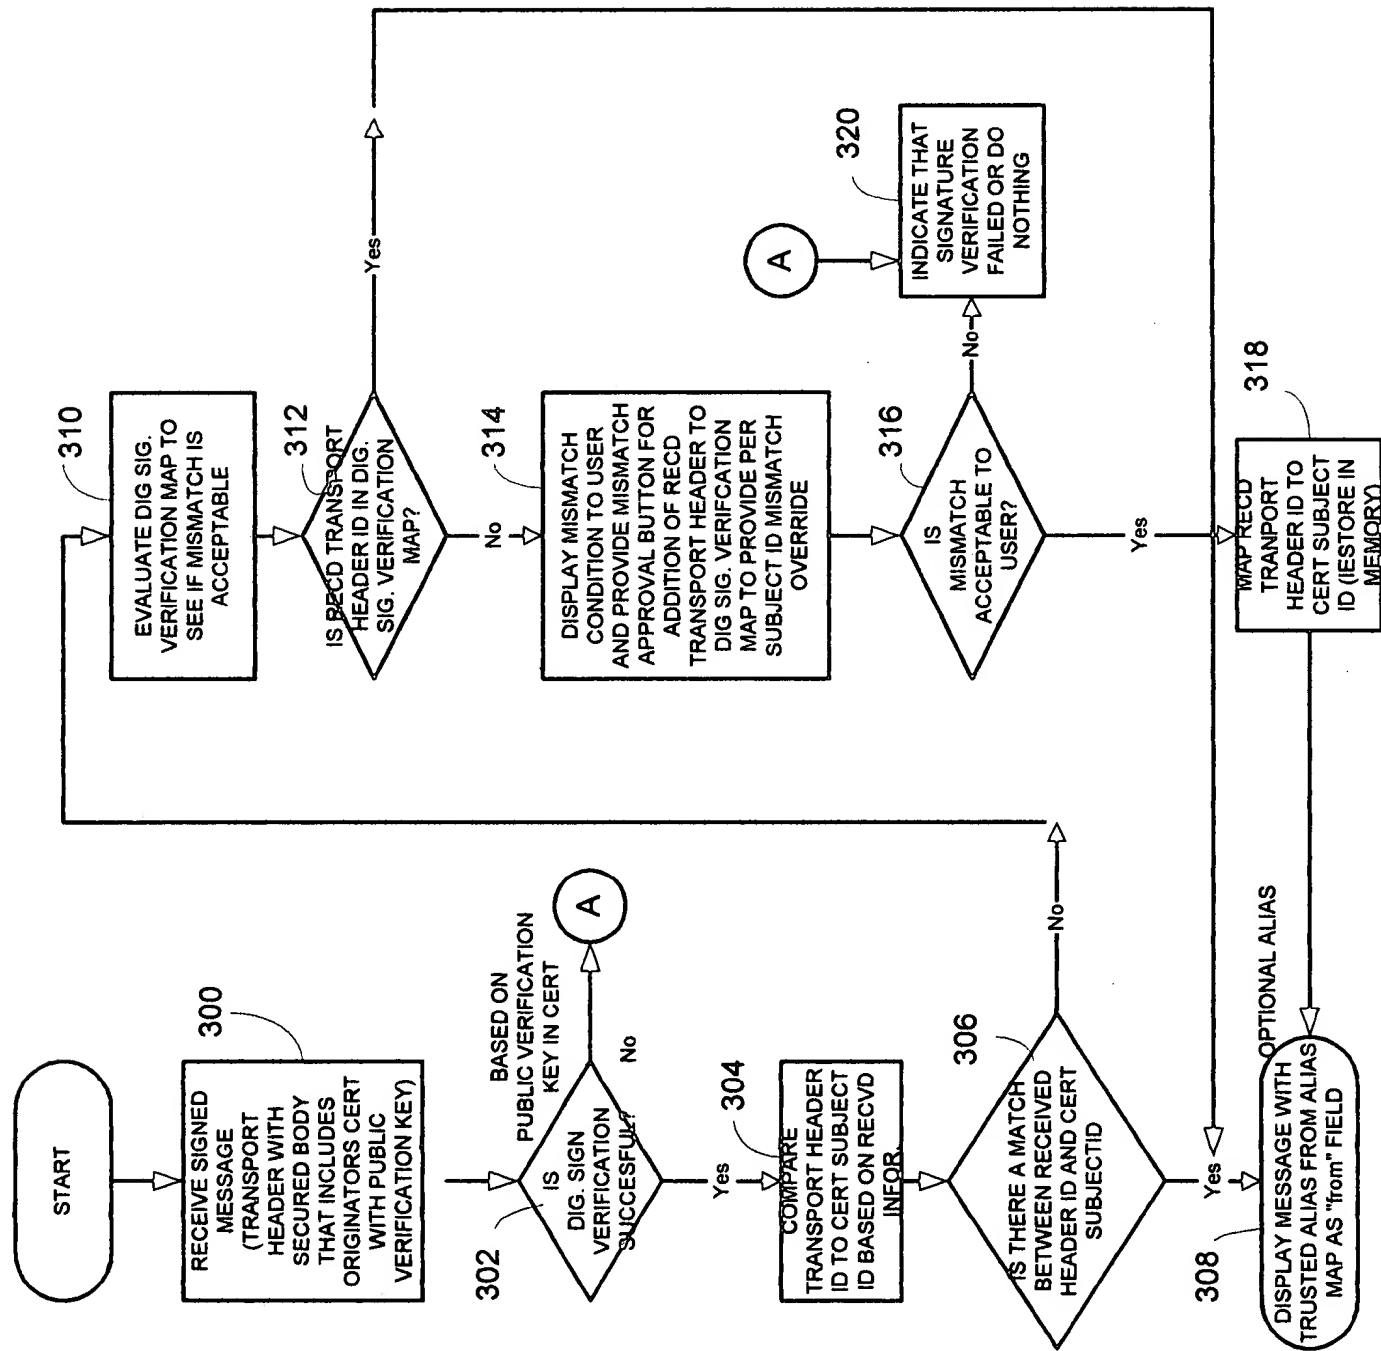 START
300
RECEIVE SIGNED
MESSAGE
(TRANSPORT
HEADER WITH
SECURED BODY
THAT INCLUDES
ORIGINATORS CERT
WITH PUBLIC
VERIFICATION KEY)
302
IS
DIG. SIGN
VERIFICATION
SUCCESFUL?
BASED ON
PUBLIC VERIFICATION
KEY IN CERT
No
A
Yes
304
COMPARE
TRANSPORT HEADER
ID TO CERT SUBJECT
ID BASED ON RECVD
INFOR.
306
IS THERE A MATCH
BETWEEN RECEIVED
HEADER ID AND CERT
SUBJECTID
No
Yes
308
OPTIONAL ALIAS
DISPLAY MESSAGE WITH
TRUSTED ALIAS FROM ALIAS
MAP AS "from" FIELD
310
EVALUATE DIG SIG.
VERIFICATION MAP TO
SEE IF MISMATCH IS
ACCEPTABLE
312
IS RECD TRANSPORT
HEADER ID IN DIG.
SIG. VERIFICATION
MAP?
Yes
No
314
DISPLAY MISMATCH
CONDITION TO USER
AND PROVIDE MISMATCH
APPROVAL BUTTON FOR
ADDITION OF RECD
TRANSPORT HEADER TO
DIG SIG. VERIFCATION
MAP TO PROVIDE PER
SUBJECT ID MISMATCH
OVERRIDE
316
IS
MISMATCH
ACCEPTABLE TO
USER?
No
Yes
A
320
INDICATE THAT
SIGNATURE
VERIFICATION
FAILED OR DO
NOTHING
318
MAP RECD
TRANPORT
HEADER ID TO
CERT SUBJECT
ID (IESTORE IN
MEMORY)